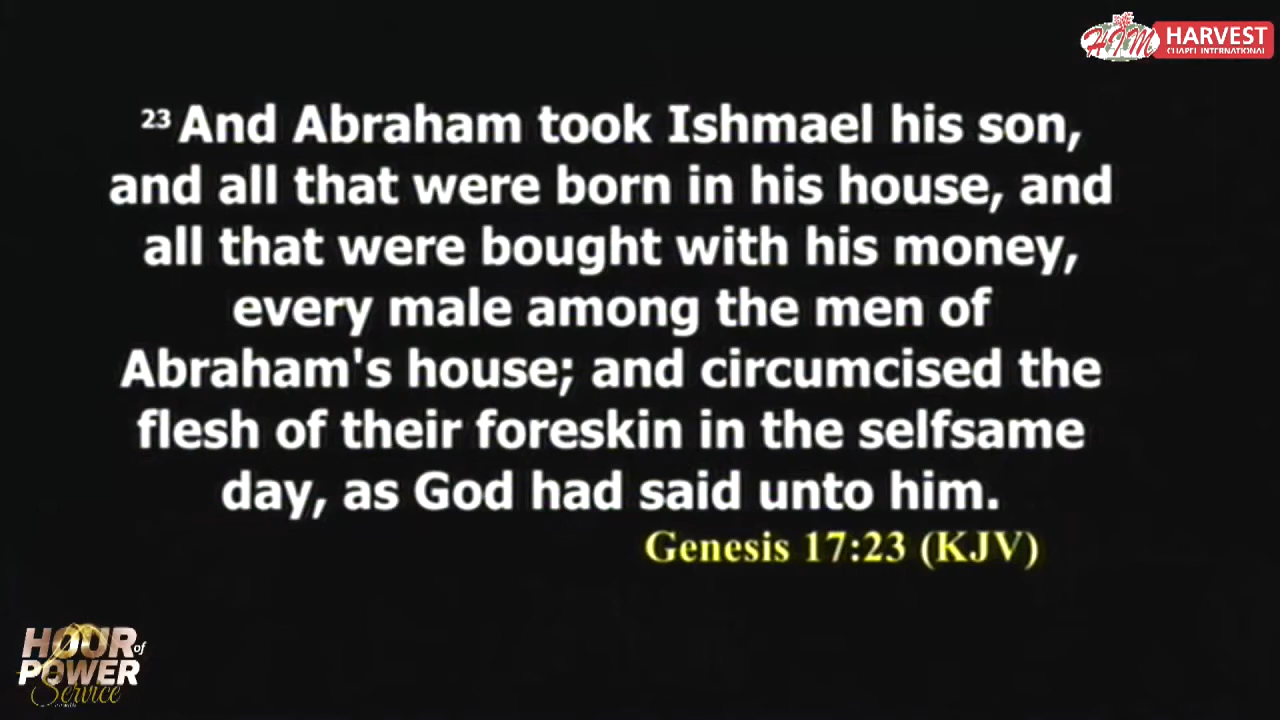 HIM HARVEST
CHAPEL INTERNATIONAL
23 And Abraham took Ishmael his son,
and all that were born in his house, and
all that were bought with his money,
every male among the men of
Abraham's house; and circumcised the
flesh of their foreskin in the selfsame
day, as God had said unto him.
Genesis 17:23 (KJV)
HOUR of
POWER
Service